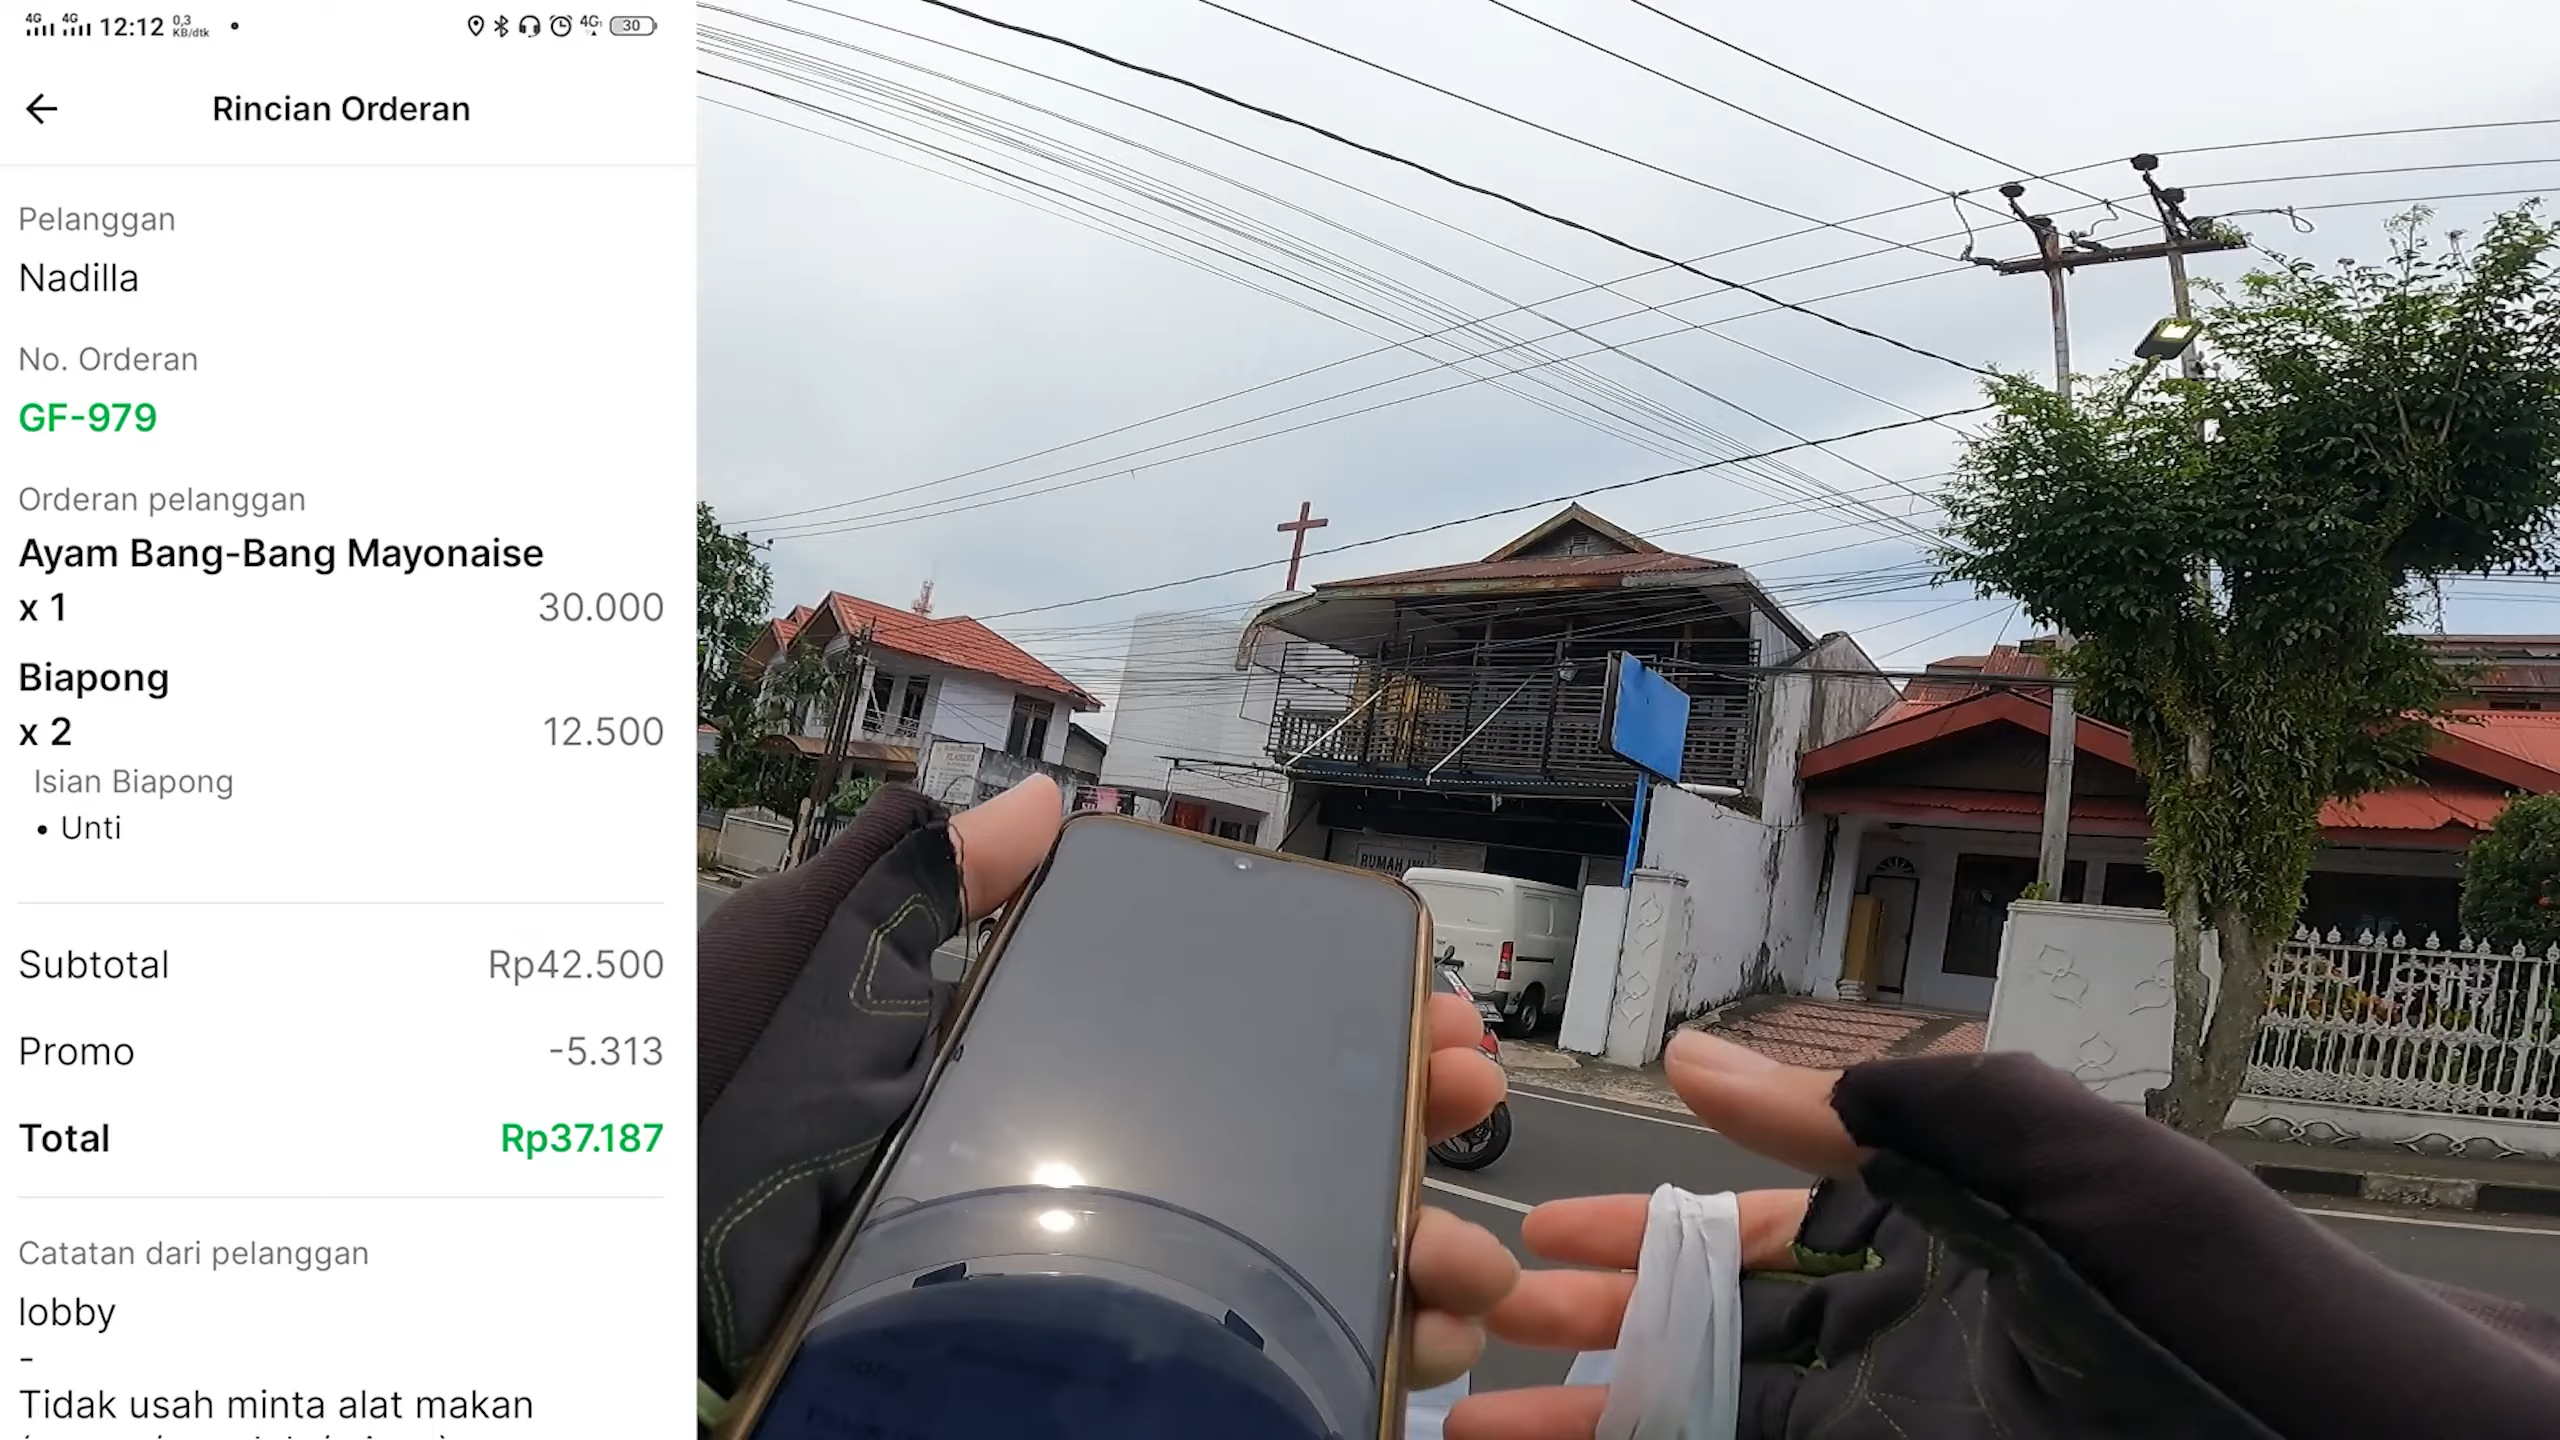 4G 4G 12:12 0,3 KB/dtk 4G 30
Rincian Orderan
Pelanggan
Nadilla
No. Orderan
GF-979
Orderan pelanggan
Ayam Bang-Bang Mayonaise
x 1 30.000
Biapong
x 2 12.500
Isian Biapong
• Unti
Subtotal Rp42.500
Promo -5.313
Total Rp37.187
Catatan dari pelanggan
lobby
-
Tidak usah minta alat makan
RUMAH INI